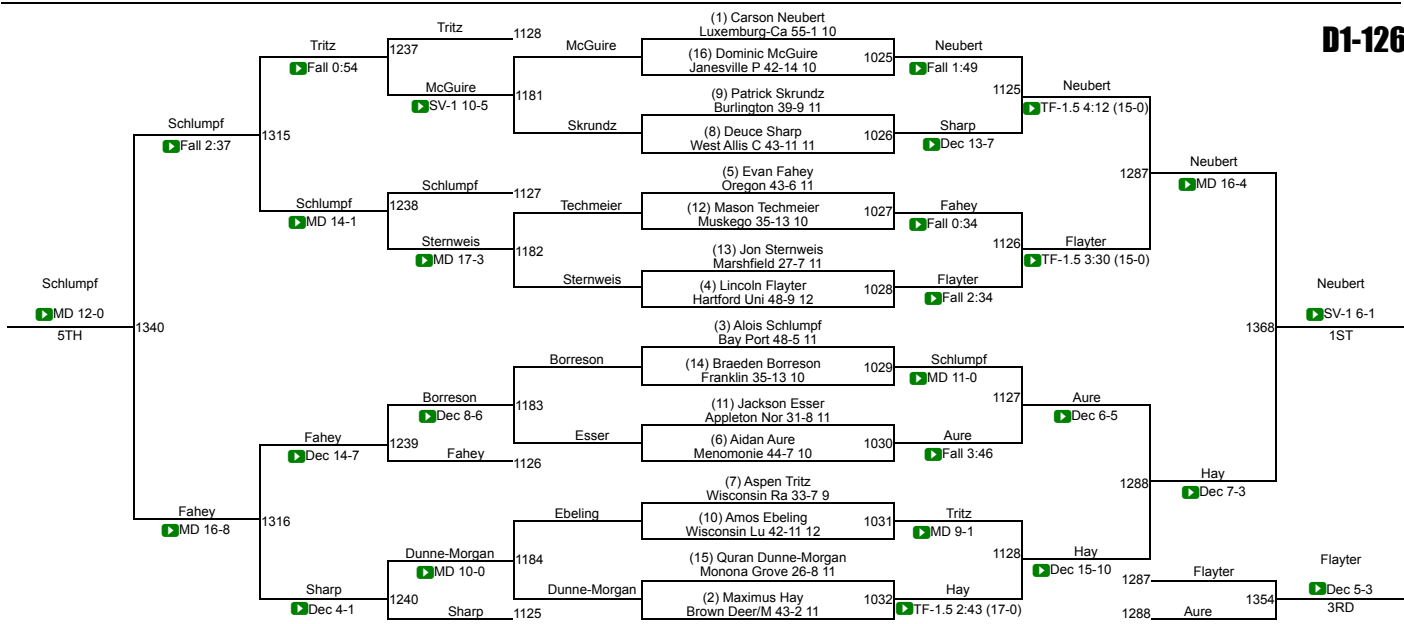 D1-126
(1) Carson Neubert
Luxemburg-Ca 55-1 10
(16) Dominic McGuire
Janesville P 42-14 10
1025
(9) Patrick Skrundz
Burlington 39-9 11
(8) Deuce Sharp
West Allis C 43-11 11
1026
(5) Evan Fahey
Oregon 43-6 11
(12) Mason Techmeier
Muskego 35-13 10
1027
(13) Jon Sternweis
Marshfield 27-7 11
(4) Lincoln Flayter
Hartford Uni 48-9 12
1028
(3) Alois Schlumpf
Bay Port 48-5 11
(14) Braeden Borreson
Franklin 35-13 10
1029
(11) Jackson Esser
Appleton Nor 31-8 11
(6) Aidan Aure
Menomonie 44-7 10
1030
(7) Aspen Tritz
Wisconsin Ra 33-7 9
(10) Amos Ebeling
Wisconsin Lu 42-11 12
1031
(15) Quran Dunne-Morgan
Monona Grove 26-8 11
(2) Maximus Hay
Brown Deer/M 43-2 11
1032
Neubert
Fall 1:49
1125
Sharp
Dec 13-7
Fahey
Fall 0:34
1126
Flayter
Fall 2:34
Schlumpf
MD 11-0
1127
Aure
Fall 3:46
Tritz
MD 9-1
1128
Hay
TF-1.5 2:43 (17-0)
Neubert
TF-1.5 4:12 (15-0)
1287
Flayter
TF-1.5 3:30 (15-0)
Aure
Dec 6-5
1288
Hay
Dec 15-10
Neubert
MD 16-4
1368
Hay
Dec 7-3
Neubert
SV-1 6-1
1ST
1287
Flayter
1354
1288
Aure
Flayter
Dec 5-3
3RD
McGuire
1181
Skrundz
Techmeier
1182
Sternweis
Borreson
1183
Esser
Ebeling
1184
Dunne-Morgan
Tritz
1128
1237
McGuire
SV-1 10-5
Schlumpf
1127
1238
Sternweis
MD 17-3
Borreson
Dec 8-6
1239
Fahey
1126
Dunne-Morgan
MD 10-0
1240
Sharp
1125
Tritz
Fall 0:54
1315
Schlumpf
MD 14-1
Fahey
Dec 14-7
1316
Sharp
Dec 4-1
Schlumpf
Fall 2:37
1340
Fahey
MD 16-8
Schlumpf
MD 12-0
5TH